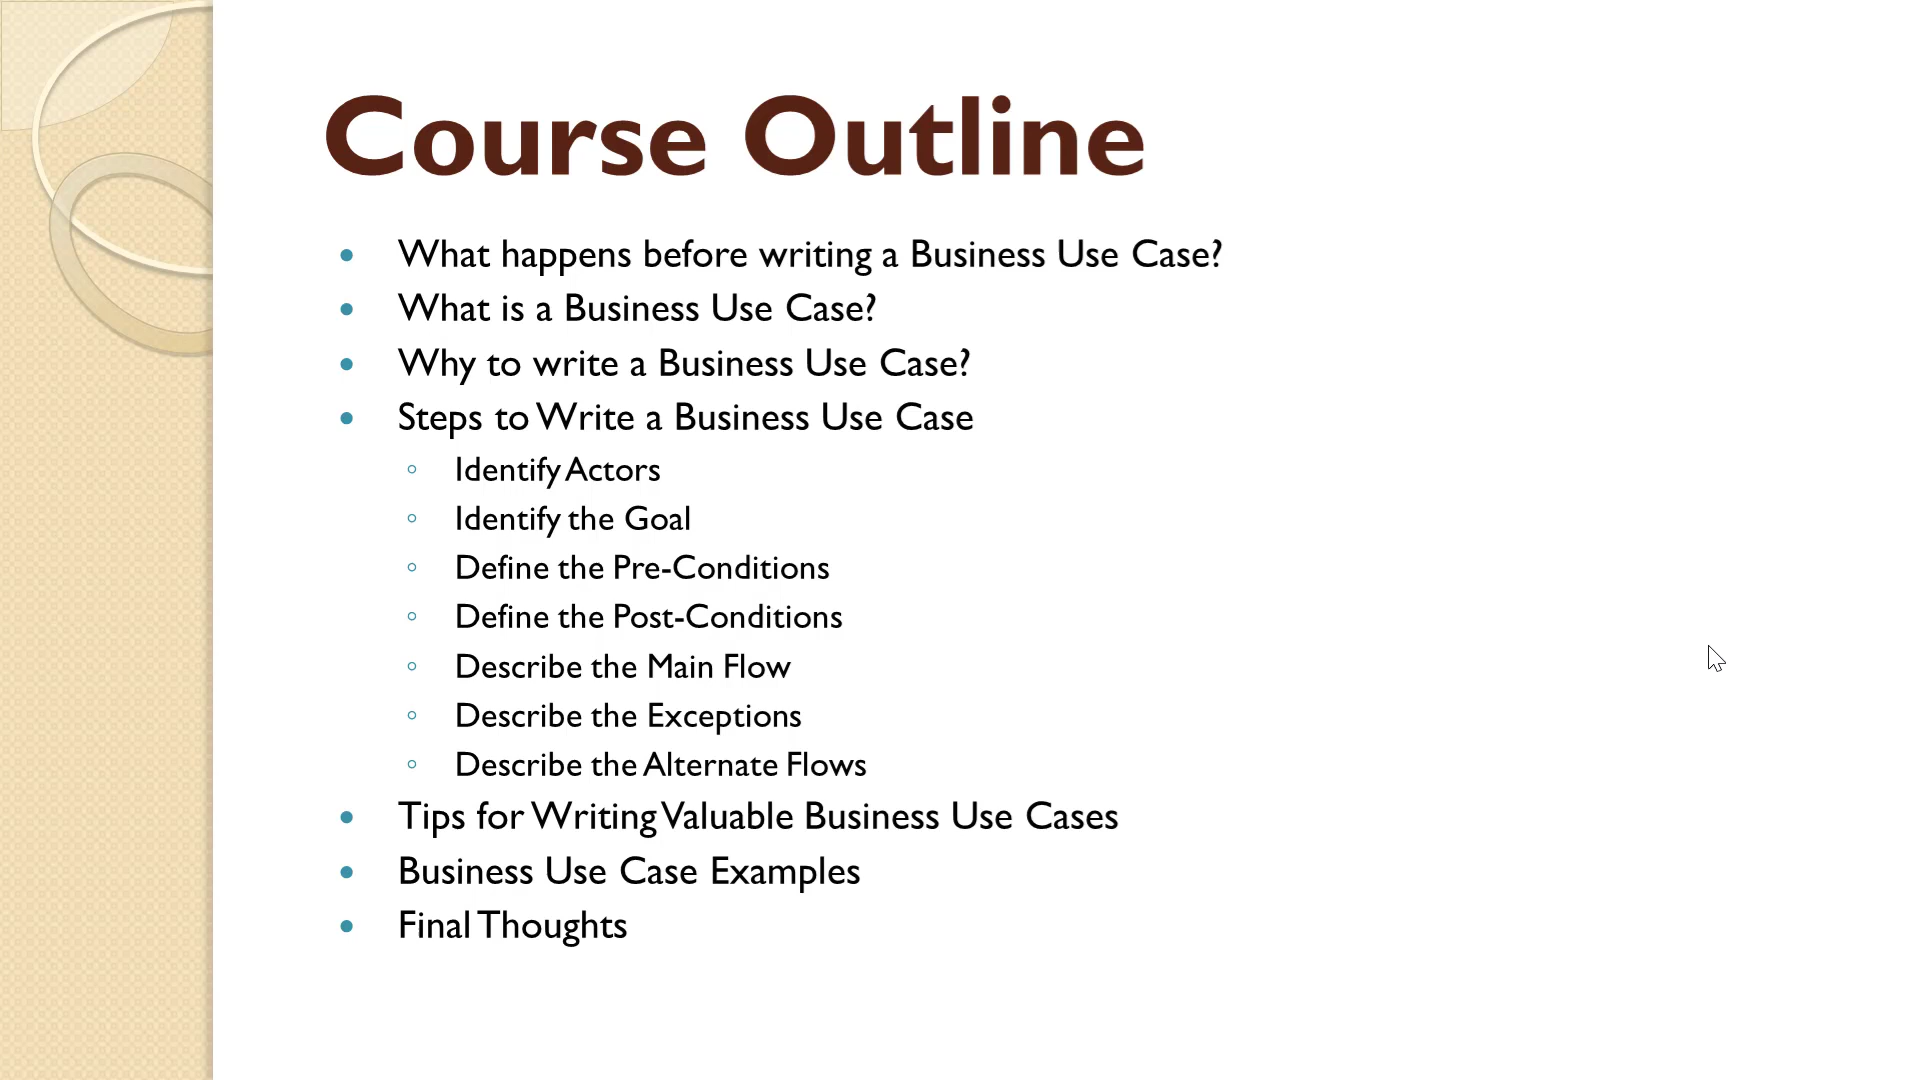 Course Outline
What happens before writing a Business Use Case?
What is a Business Use Case?
Why to write a Business Use Case?
Steps to Write a Business Use Case
Identify Actors
Identify the Goal
Define the Pre-Conditions
Define the Post-Conditions
Describe the Main Flow
Describe the Exceptions
Describe the Alternate Flows
Tips for Writing Valuable Business Use Cases
Business Use Case Examples
Final Thoughts